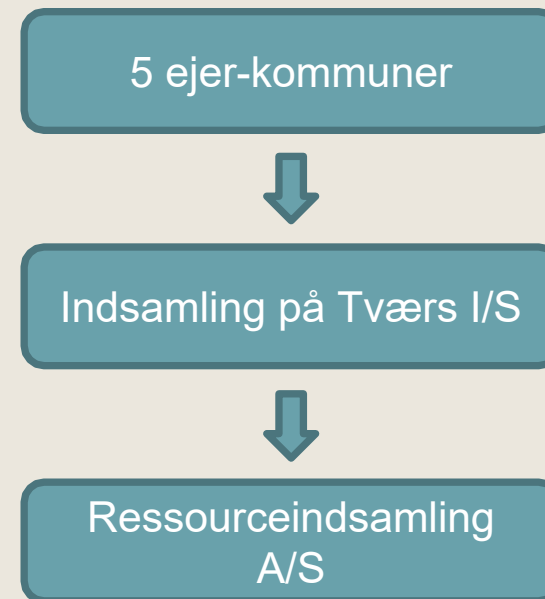 5 ejer-kommuner
Indsamling på Tværs I/S
Ressourceindsamling
A/S